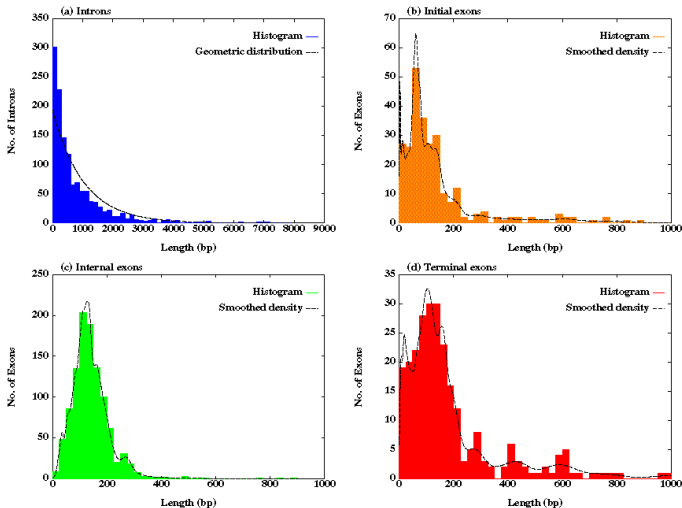 (a) Introns
Histogram
Geometric distribution
No. of Introns
350
300
250
200
150
100
50
0
0 1000 2000 3000 4000 5000 6000 7000 8000 9000
Length (bp)
(b) Initial exons
Histogram
Smoothed density
No. of Exons
70
60
50
40
30
20
10
0
0 200 400 600 800 1000
Length (bp)
(c) Internal exons
Histogram
Smoothed density
No. of Exons
250
200
150
100
50
0
0 200 400 600 800 1000
Length (bp)
(d) Terminal exons
Histogram
Smoothed density
No. of Exons
35
30
25
20
15
10
5
0
0 200 400 600 800 1000
Length (bp)